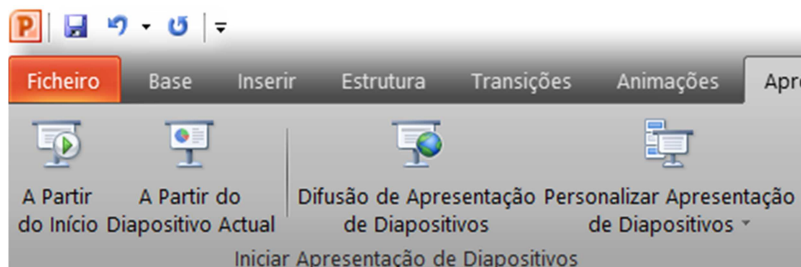 Ficheiro Base Inserir Estrutura Transições Animações
A Partir A Partir do Difusão de Apresentação Personalizar Apresentação
do Início Diapositivo Actual de Diapositivos de Diapositivos
Iniciar Apresentação de Diapositivos